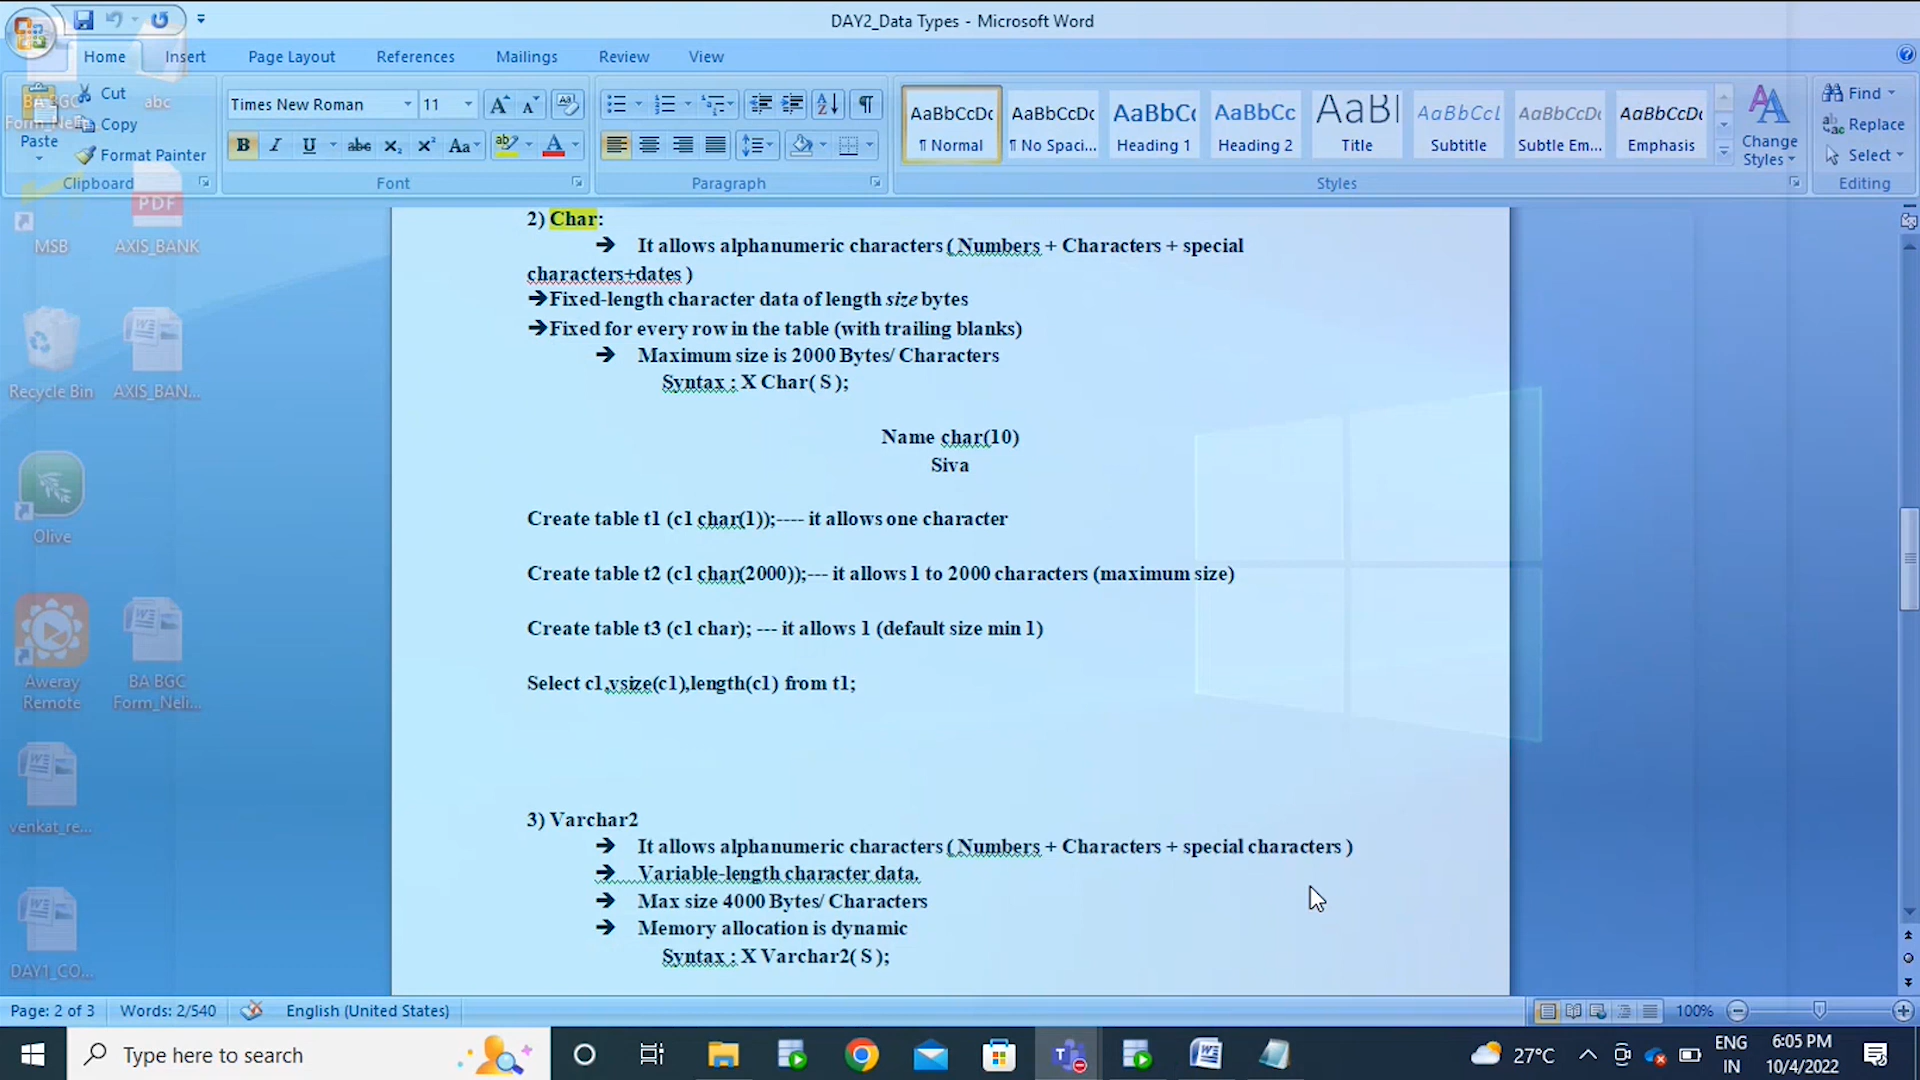 DAY2_Data Types - Microsoft Word
Home Insert Page Layout References Mailings Review View
Cut
Copy
Format Painter
Paste
Clipboard
Times New Roman 11
B I U abc X₂ X² Aa A
Font
Paragraph
AaBbCcDc AaBbCcDc AaBbC AaBbCc AaB AaBbCcL AaBbCcDc AaBbCcDc
¶ Normal ¶ No Spaci... Heading 1 Heading 2 Title Subtitle Subtle Em... Emphasis
Change Styles
Styles
Find
Replace
Select
Editing
abc
MSB
PDF
AXIS_BANK
Recycle Bin
AXIS_BAN...
Olive
Aweray Remote
BA BGC Form_Neli...
venkat_re...
DAY1_CO...
2) Char:
➔ It allows alphanumeric characters ( Numbers + Characters + special
characters+dates )
➔Fixed-length character data of length size bytes
➔Fixed for every row in the table (with trailing blanks)
➔ Maximum size is 2000 Bytes/ Characters
Syntax : X Char( S );
Name char(10)
Siva
Create table t1 (c1 char(1));---- it allows one character
Create table t2 (c1 char(2000));--- it allows 1 to 2000 characters (maximum size)
Create table t3 (c1 char); --- it allows 1 (default size min 1)
Select c1,vsize(c1),length(c1) from t1;
3) Varchar2
➔ It allows alphanumeric characters ( Numbers + Characters + special characters )
➔ Variable-length character data.
➔ Max size 4000 Bytes/ Characters
➔ Memory allocation is dynamic
Syntax : X Varchar2( S );
Page: 2 of 3 Words: 2/540 English (United States) 100%
Type here to search
27°C
ENG
IN
6:05 PM
10/4/2022